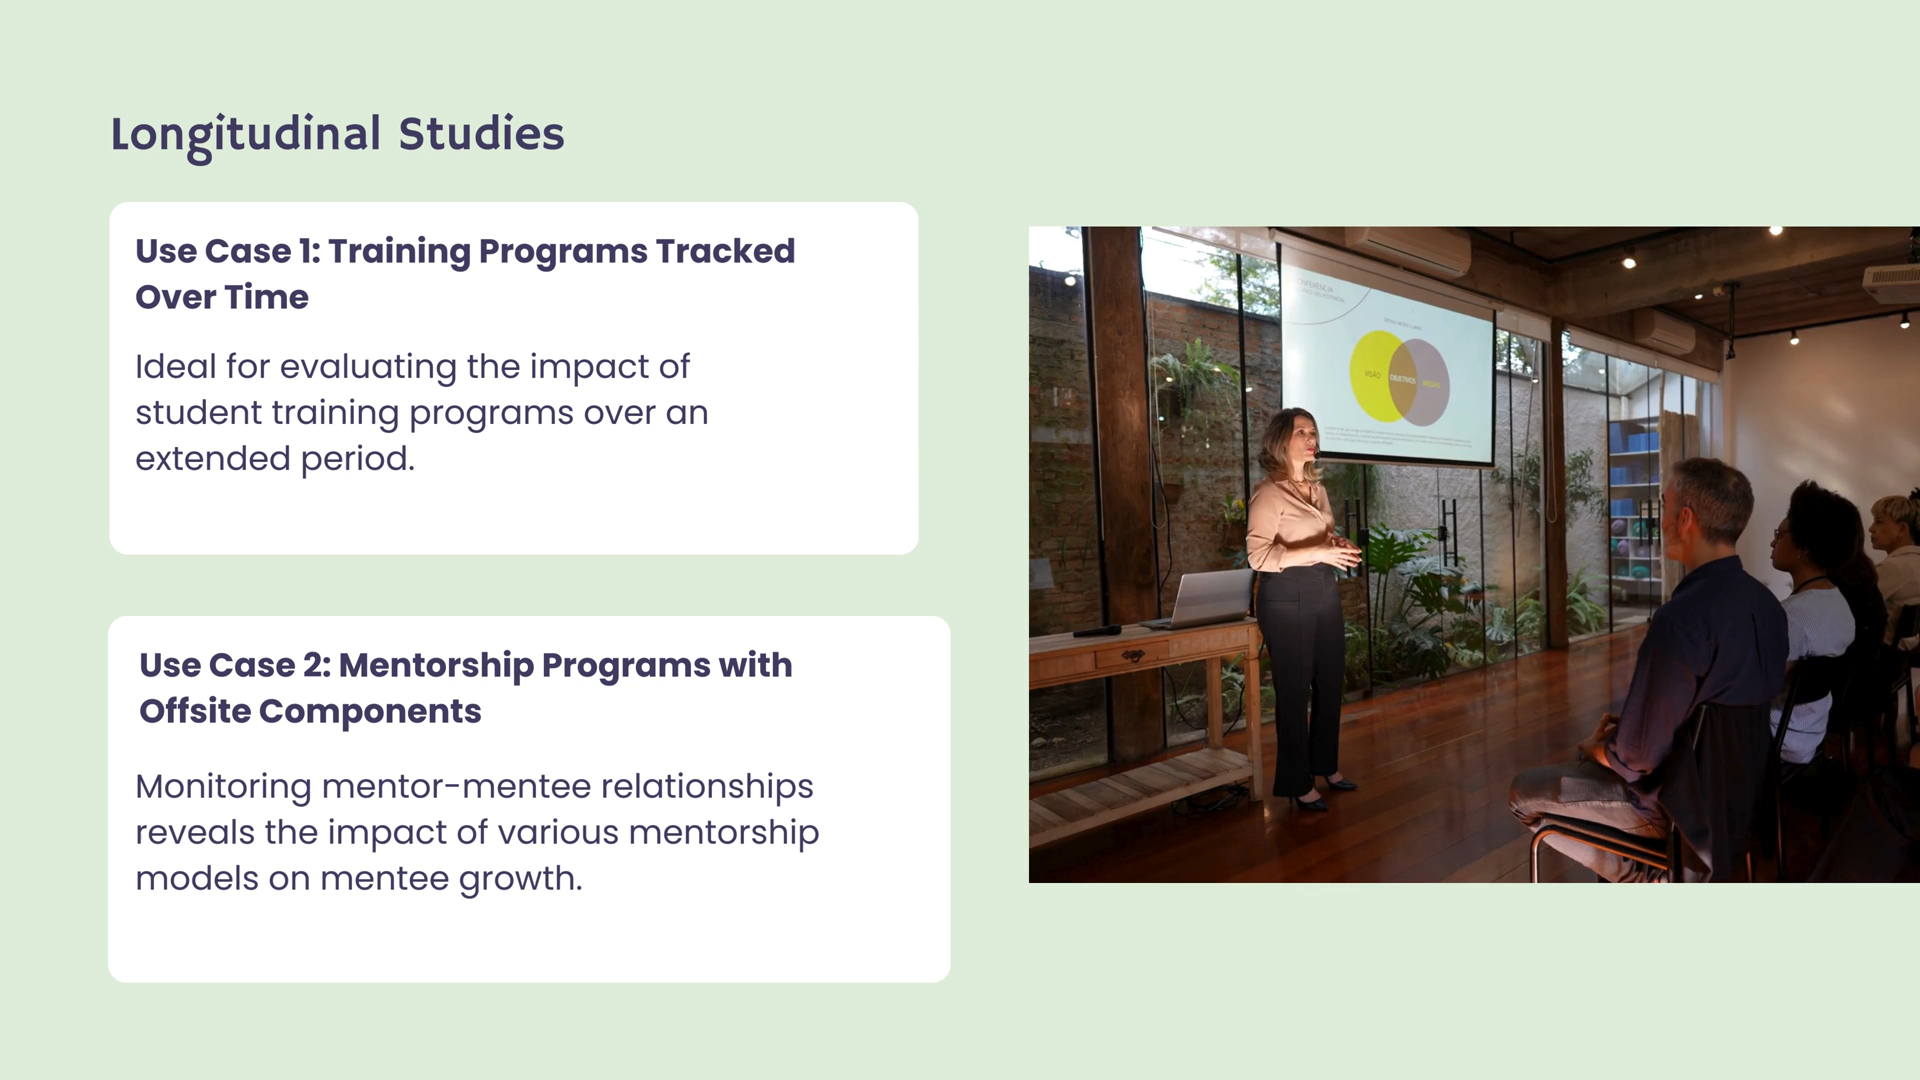 Longitudinal Studies
Use Case 1: Training Programs Tracked
Over Time
Ideal for evaluating the impact of
student training programs over an
extended period.
Use Case 2: Mentorship Programs with
Offsite Components
Monitoring mentor-mentee relationships
reveals the impact of various mentorship
models on mentee growth.
VISÃO
OBJETIVOS